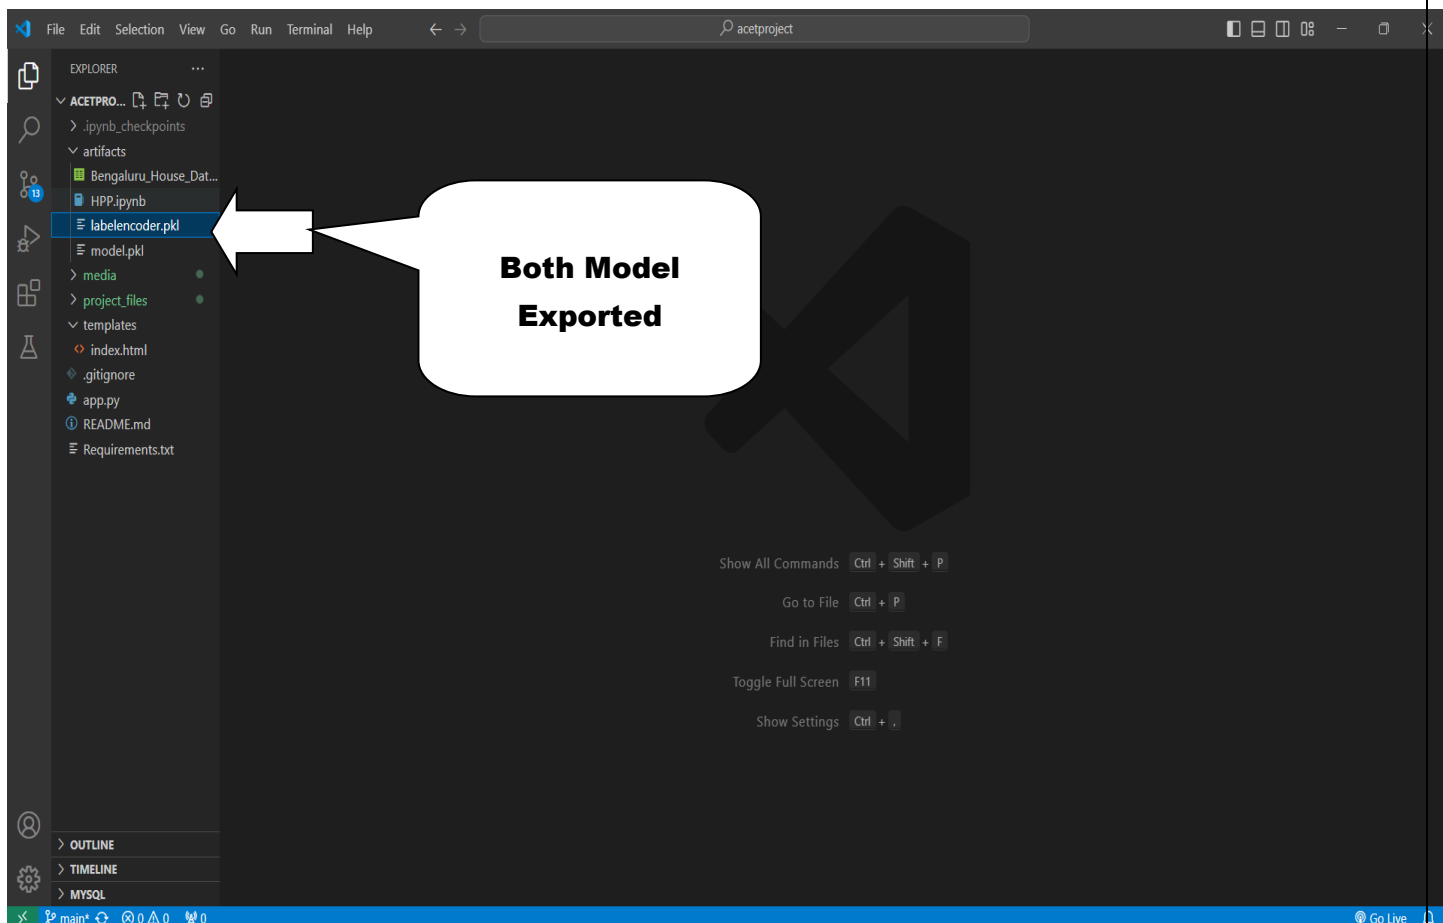 File Edit Selection View Go Run Terminal Help
acetproject
EXPLORER
ACETPRO...
.ipynb_checkpoints
artifacts
Bengaluru_House_Dat...
HPP.ipynb
labelencoder.pkl
model.pkl
media
project_files
templates
index.html
.gitignore
app.py
README.md
Requirements.txt
13
Both Model
Exported
Show All Commands Ctrl + Shift + P
Go to File Ctrl + P
Find in Files Ctrl + Shift + F
Toggle Full Screen F11
Show Settings Ctrl + ,
OUTLINE
TIMELINE
MYSQL
main* 0 0 0 Go Live